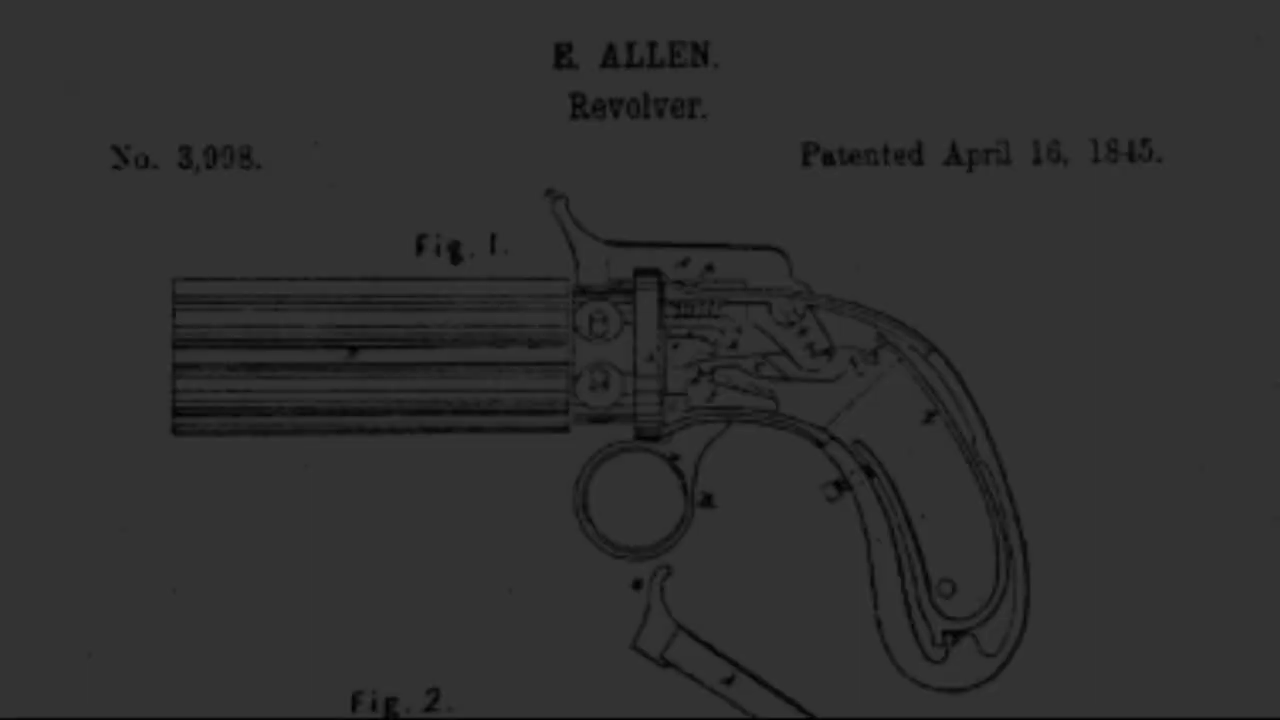 E. ALLEN.
Revolver.
No. 3,998.
Patented April 16, 1845.
Fig. 1.
Fig. 2.